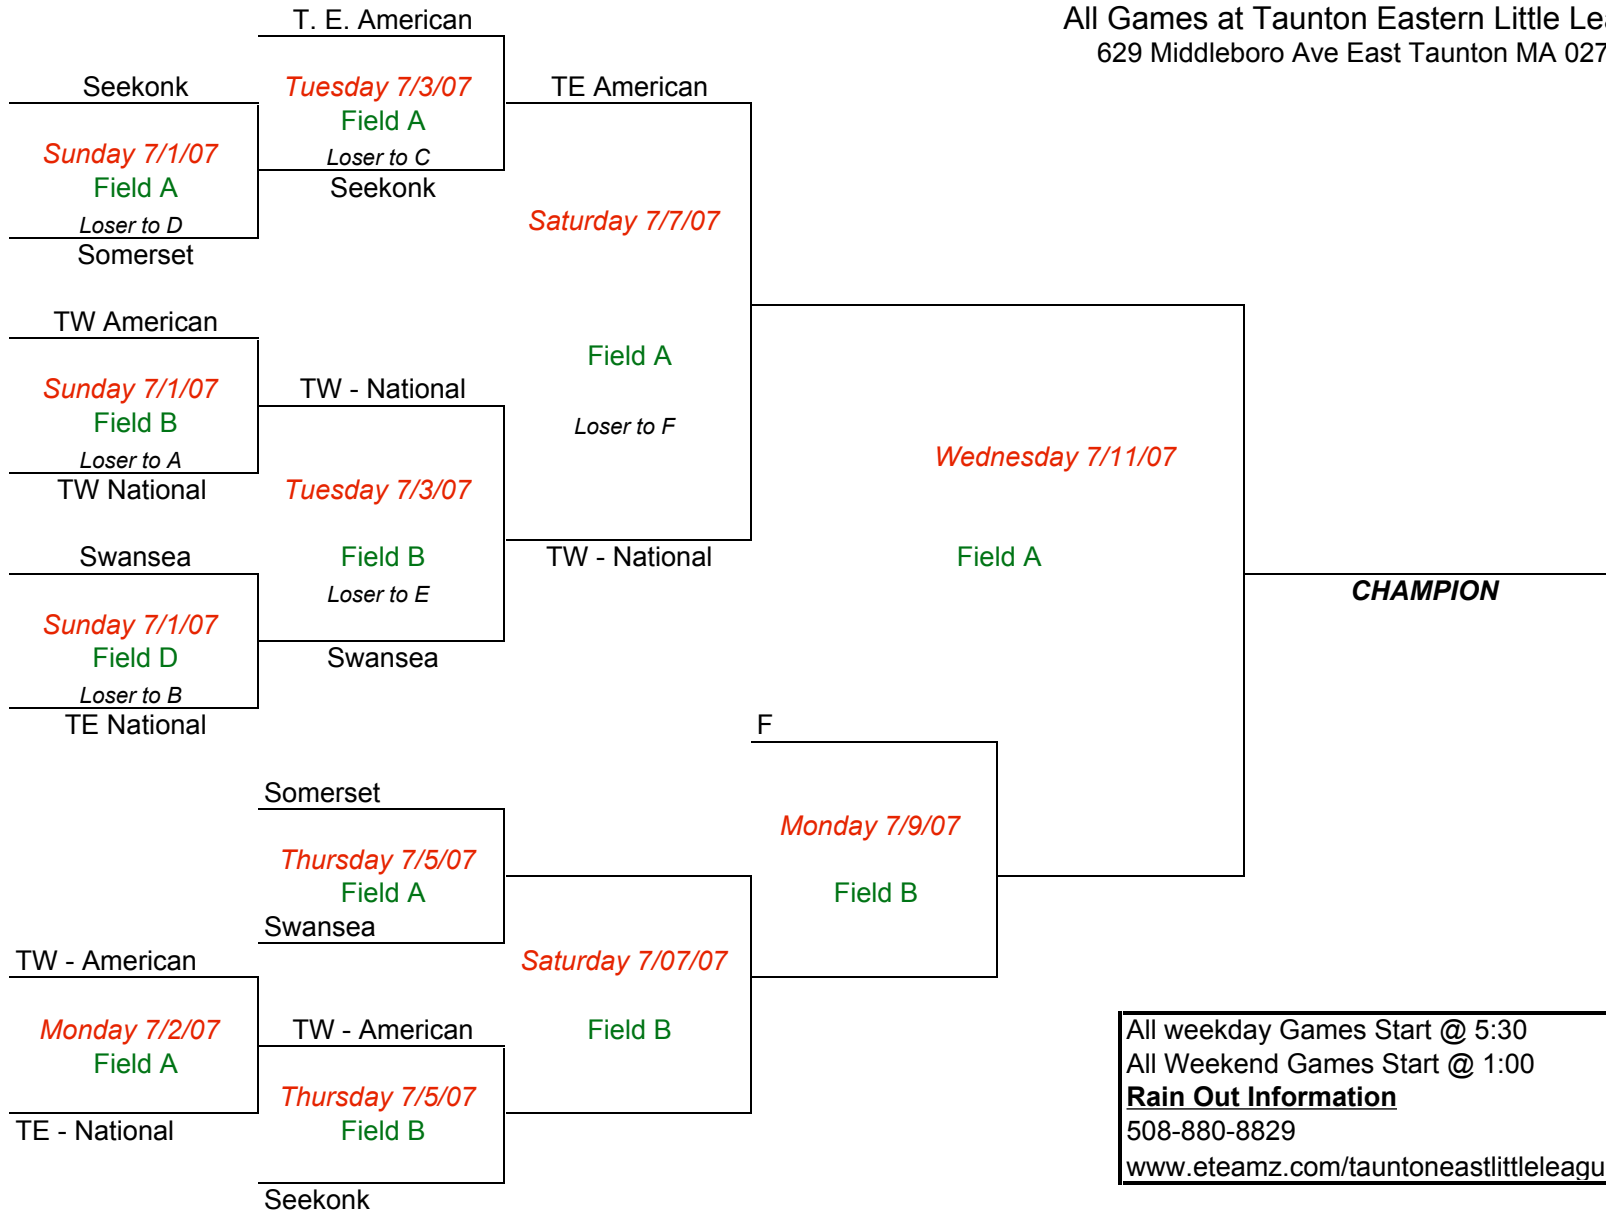 T. E. American
All Games at Taunton Eastern Little Lea
629 Middleboro Ave East Taunton MA 027
Seekonk
Tuesday 7/3/07
TE American
Field A
Sunday 7/1/07
Loser to C
Field A
Seekonk
Loser to D
Saturday 7/7/07
Somerset
TW American
Field A
Sunday 7/1/07
TW - National
Field B
Loser to F
Loser to A
Wednesday 7/11/07
TW National
Tuesday 7/3/07
Swansea
Field B
TW - National
Field A
Loser to E
CHAMPION
Sunday 7/1/07
Field D
Swansea
Loser to B
TE National
F
Somerset
Monday 7/9/07
Thursday 7/5/07
Field A
Field B
Swansea
TW - American
Saturday 7/07/07
Monday 7/2/07
TW - American
Field B
All weekday Games Start @ 5:30
Field A
All Weekend Games Start @ 1:00
Thursday 7/5/07
Rain Out Information
TE - National
Field B
508-880-8829
www.eteamz.com/tauntoneastlittleleagu
Seekonk